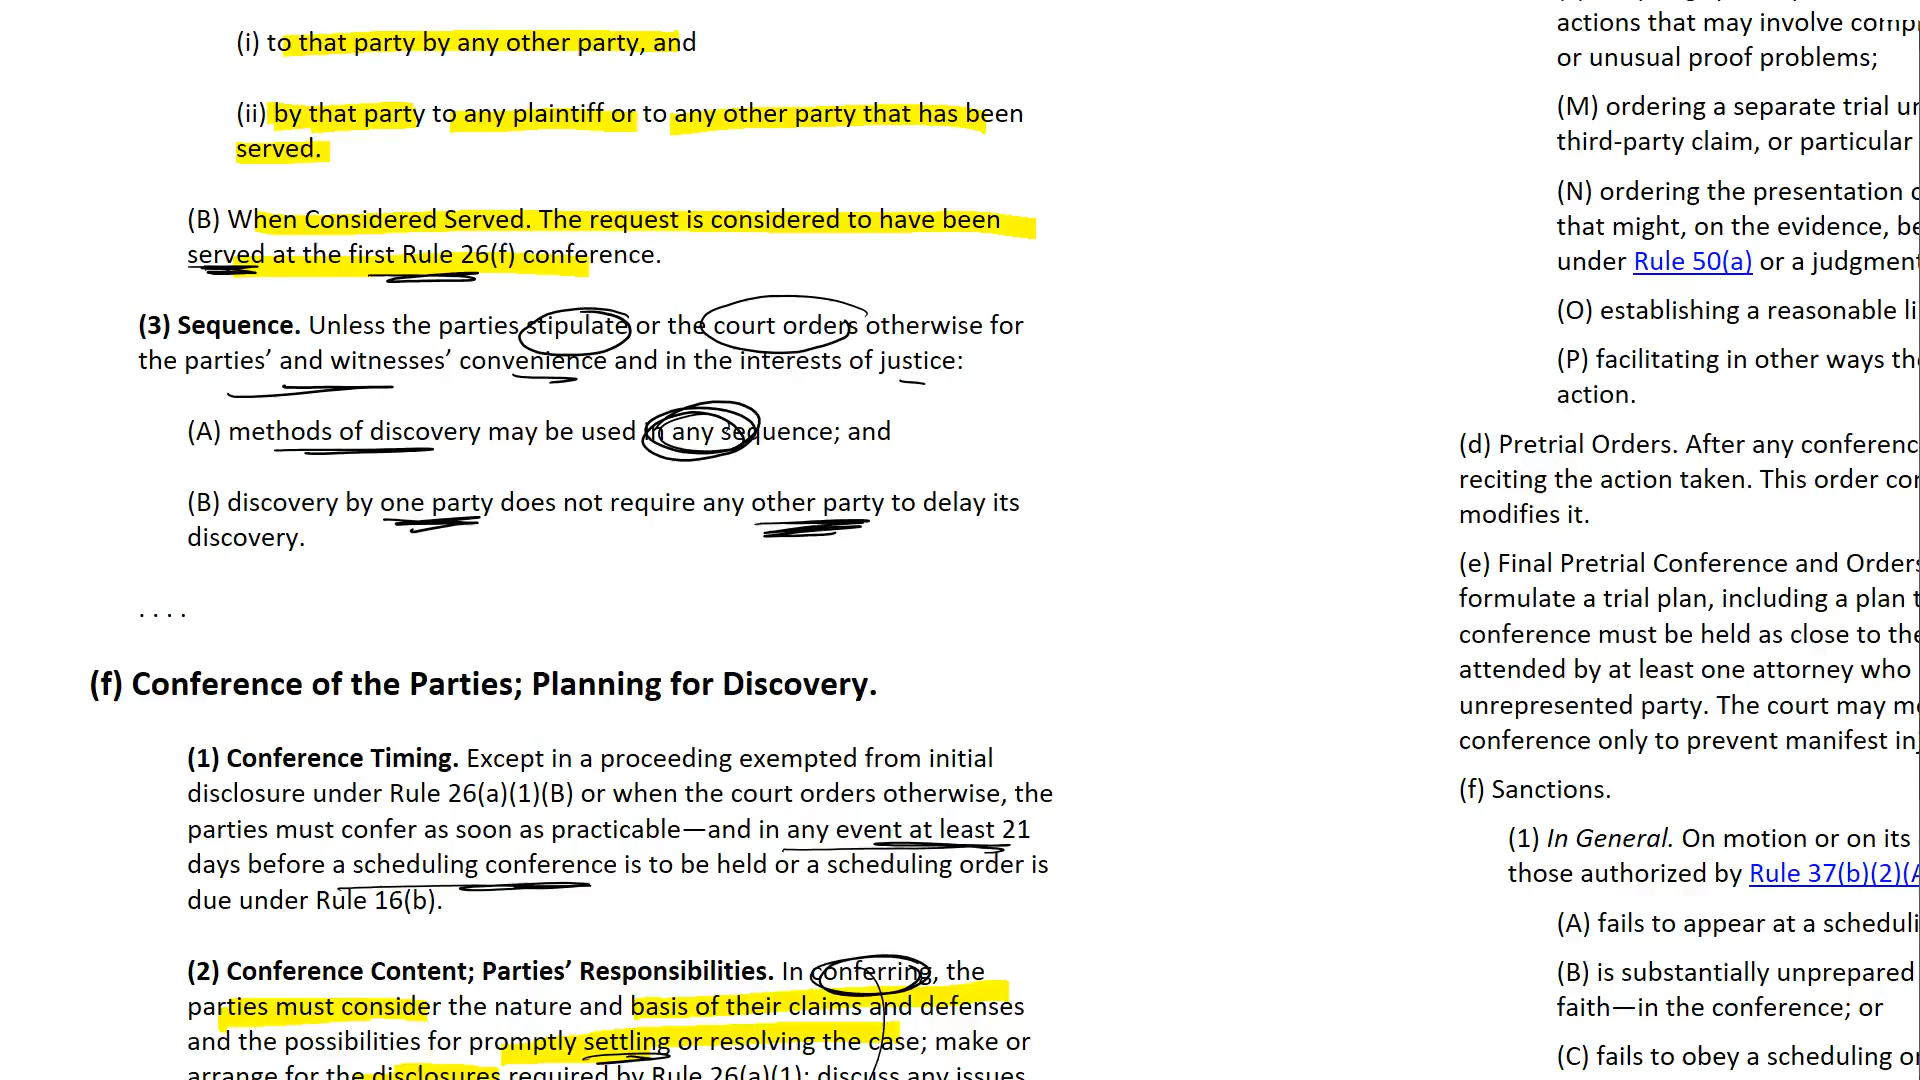 (i) to that party by any other party, and
(ii) by that party to any plaintiff or to any other party that has been
served.
(B) When Considered Served. The request is considered to have been
served at the first Rule 26(f) conference.
(3) Sequence. Unless the parties stipulate or the court orders otherwise for
the parties’ and witnesses’ convenience and in the interests of justice:
(A) methods of discovery may be used in any sequence; and
(B) discovery by one party does not require any other party to delay its
discovery.
. . . .
(f) Conference of the Parties; Planning for Discovery.
(1) Conference Timing. Except in a proceeding exempted from initial
disclosure under Rule 26(a)(1)(B) or when the court orders otherwise, the
parties must confer as soon as practicable—and in any event at least 21
days before a scheduling conference is to be held or a scheduling order is
due under Rule 16(b).
(2) Conference Content; Parties’ Responsibilities. In conferring, the
parties must consider the nature and basis of their claims and defenses
and the possibilities for promptly settling or resolving the case; make or
arrange for the disclosures required by Rule 26(a)(1); discuss any issues
actions that may involve
or unusual proof problems;
(M) ordering a separate trial
third-party claim, or particular
(N) ordering the presentation
that might, on the evidence,
under Rule 50(a) or a judgment
(O) establishing a reasonable
(P) facilitating in other ways
action.
(d) Pretrial Orders. After any
reciting the action taken. This order
modifies it.
(e) Final Pretrial Conference and Orders
formulate a trial plan, including a plan
conference must be held as close to the
attended by at least one attorney who
unrepresented party. The court may
conference only to prevent manifest
(f) Sanctions.
(1) In General. On motion or on its
those authorized by Rule 37(b)(2)(A
(A) fails to appear at a
(B) is substantially unprepared
faith—in the conference; or
(C) fails to obey a scheduling